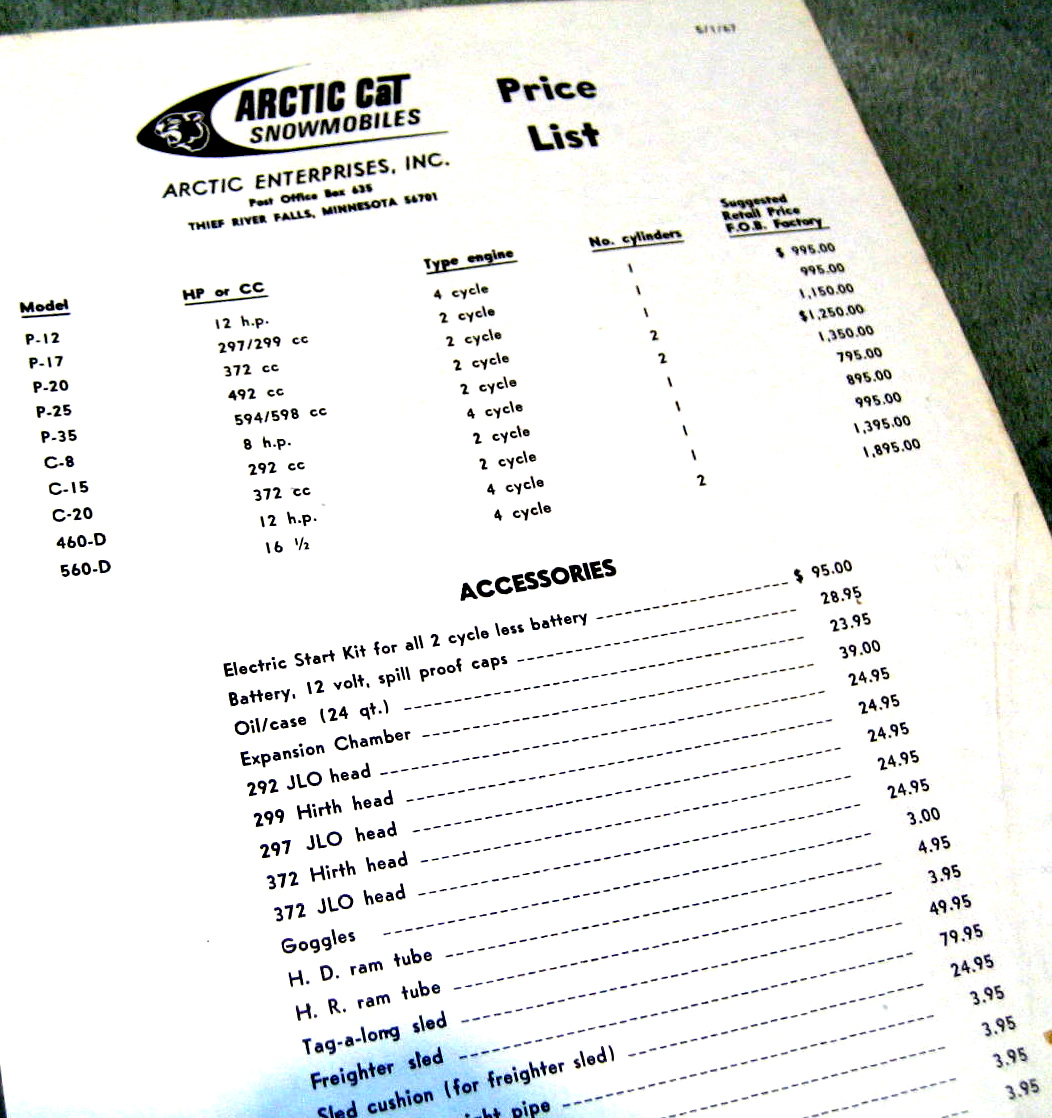 6/1/67
ARCTIC CAT
SNOWMOBILES
Price
List
ARCTIC ENTERPRISES, INC.
Post Office Box 635
THIEF RIVER FALLS, MINNESOTA 56701
Model HP or CC Type engine No. cylinders Suggested
Retail Price
F.O.B. Factory
P-12 12 h.p. 4 cycle 1 $ 995.00
P-17 297/299 cc 2 cycle 1 995.00
P-20 372 cc 2 cycle 1 1,150.00
P-25 492 cc 2 cycle 2 $1,250.00
P-35 594/598 cc 2 cycle 2 1,350.00
C-8 8 h.p. 4 cycle 1 795.00
C-15 292 cc 2 cycle 1 895.00
C-20 372 cc 2 cycle 1 995.00
460-D 12 h.p. 4 cycle 1 1,395.00
560-D 16 ½ 4 cycle 2 1,895.00
ACCESSORIES
Electric Start Kit for all 2 cycle less battery $ 95.00
Battery, 12 volt, spill proof caps 28.95
Oil/case (24 qt.) 23.95
Expansion Chamber 39.00
292 JLO head 24.95
299 Hirth head 24.95
297 JLO head 24.95
372 Hirth head 24.95
372 JLO head 24.95
Goggles 3.00
H. D. ram tube 4.95
H. R. ram tube 3.95
Tag-a-long sled 49.95
Freighter sled 79.95
Sled cushion (for freighter sled) 24.95
pipe 3.95
3.95
3.95
3.95